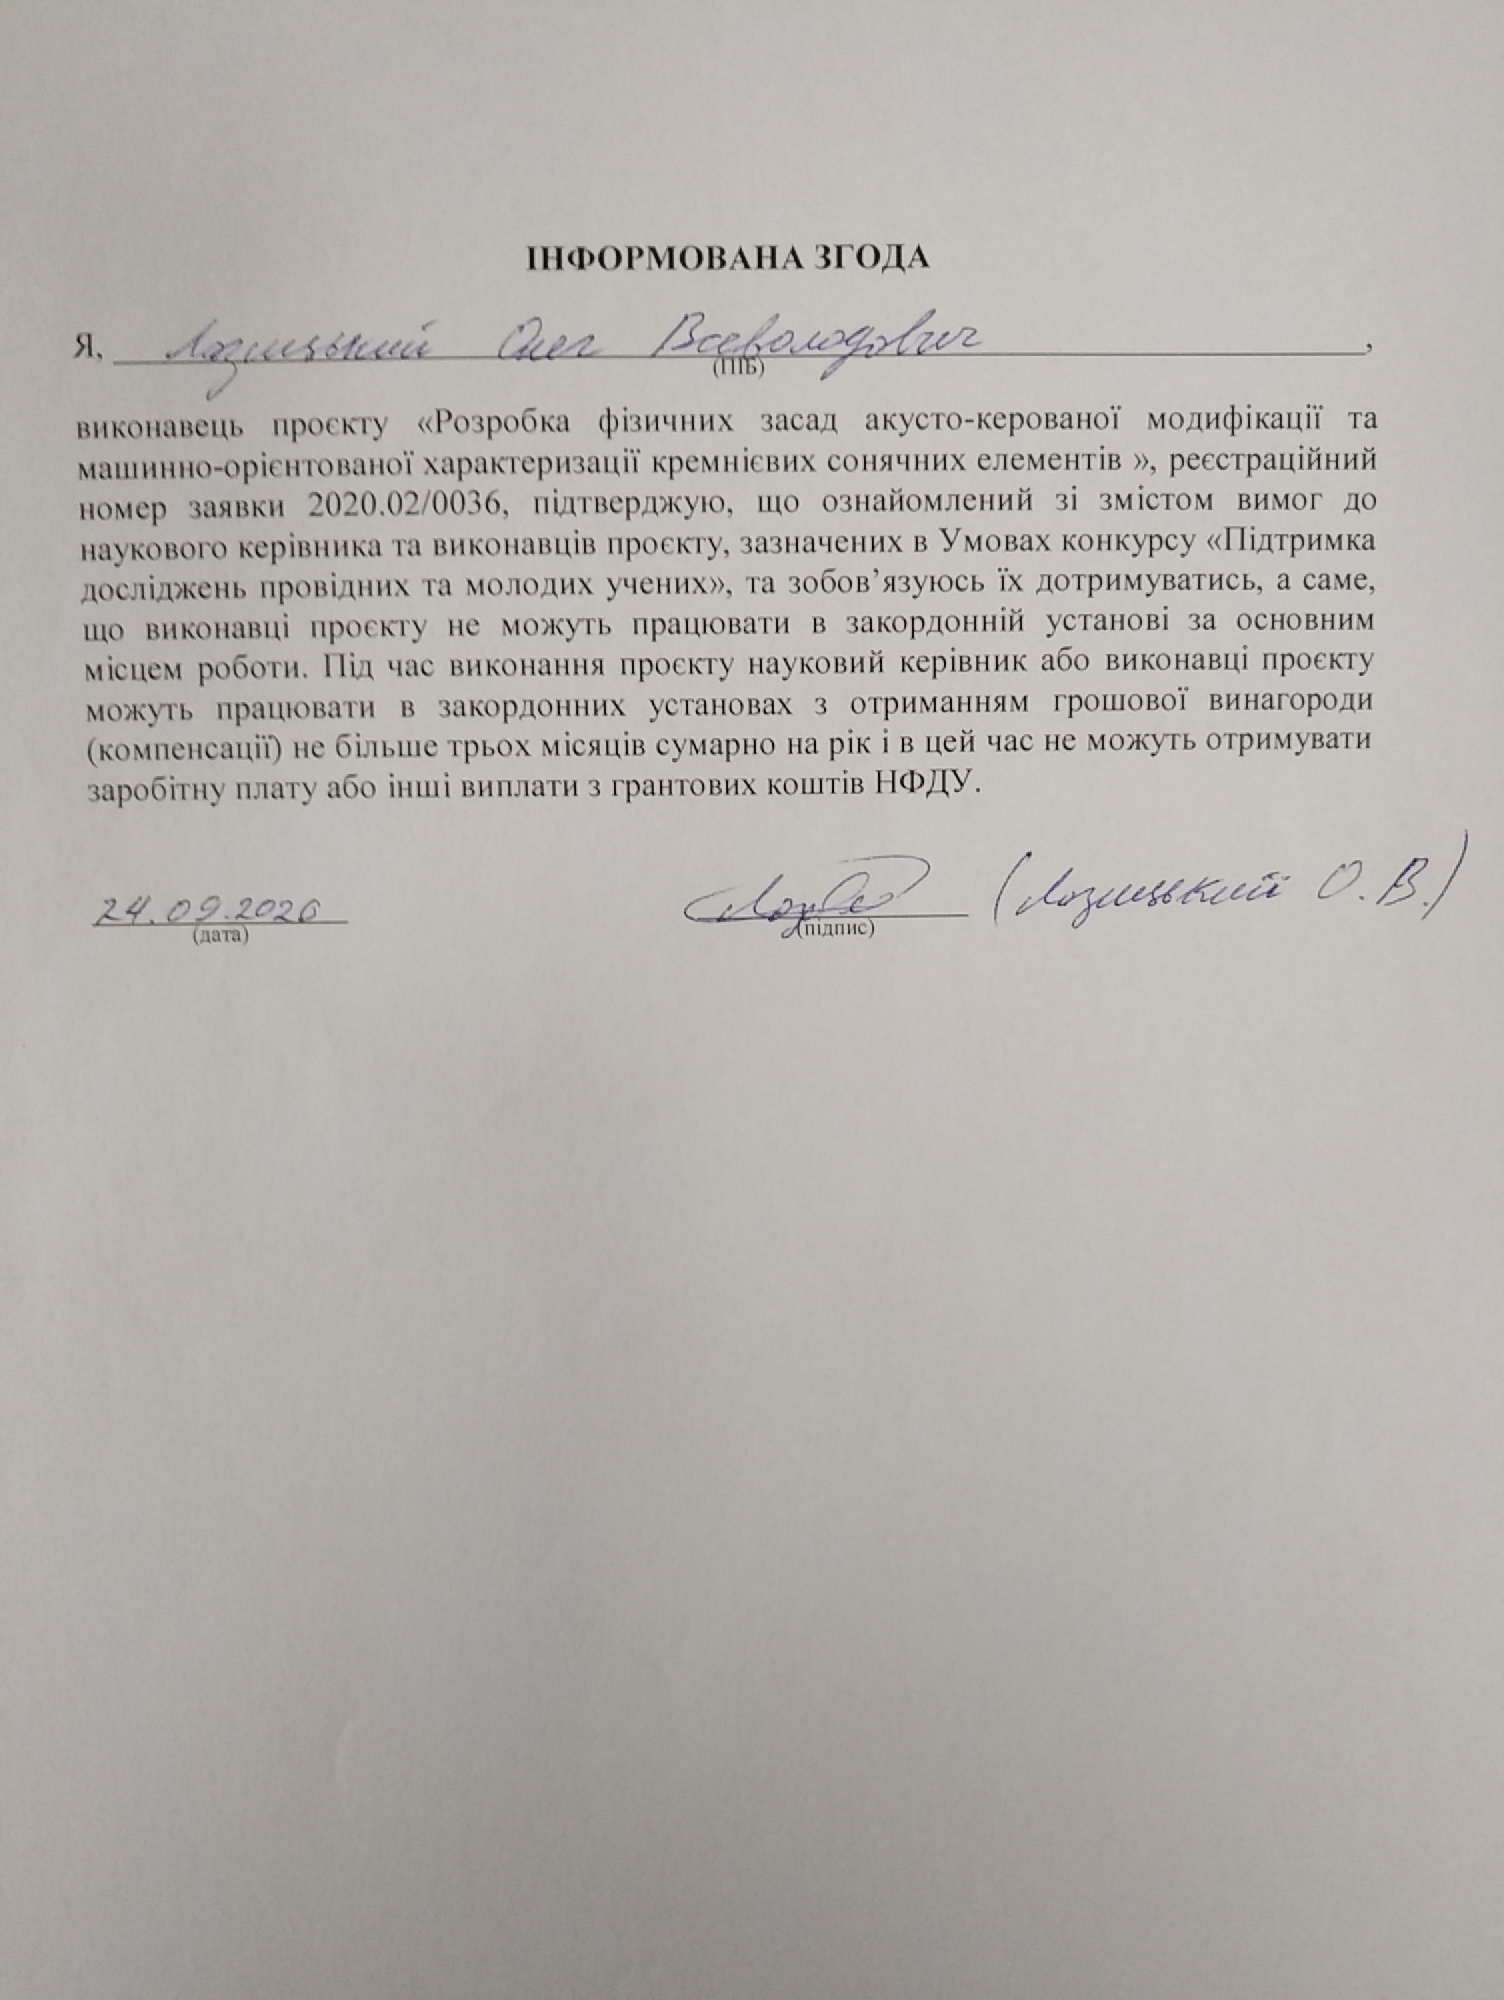 ІНФОРМОВАНА ЗГОДА
Я, Лозицький Олег Всеволодович,
(ПІБ)
виконавець проєкту «Розробка фізичних засад акусто-керованої модифікації та
машинно-орієнтованої характеризації кремнієвих сонячних елементів », реєстраційний
номер заявки 2020.02/0036, підтверджую, що ознайомлений зі змістом вимог до
наукового керівника та виконавців проєкту, зазначених в Умовах конкурсу «Підтримка
досліджень провідних та молодих учених», та зобов’язуюсь їх дотримуватись, а саме,
що виконавці проєкту не можуть працювати в закордонній установі за основним
місцем роботи. Під час виконання проєкту науковий керівник або виконавці проєкту
можуть працювати в закордонних установах з отриманням грошової винагороди
(компенсації) не більше трьох місяців сумарно на рік і в цей час не можуть отримувати
заробітну плату або інші виплати з грантових коштів НФДУ.
24.09.2020 (Лозицький О.В.)
(дата) (підпис)